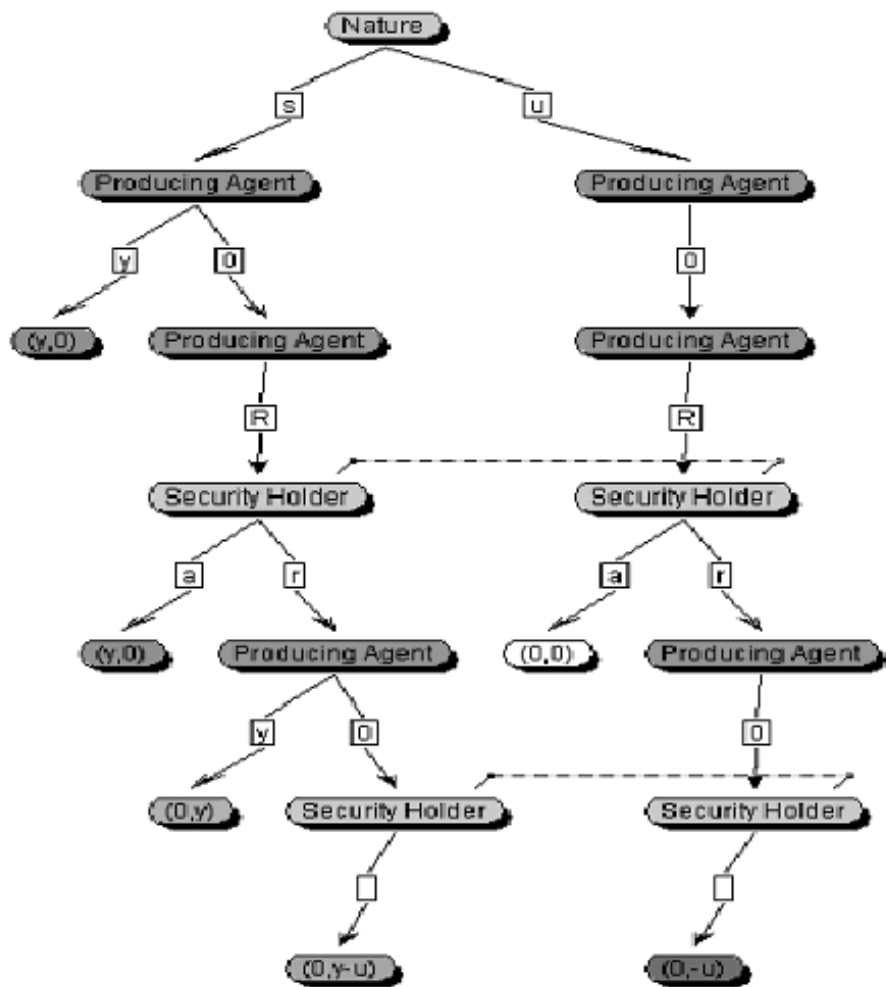 Nature
s u
Producing Agent Producing Agent
y 0 0
(y,0) Producing Agent Producing Agent
R R
Security Holder Security Holder
a r a r
(y,0) Producing Agent (0,0) Producing Agent
y 0 0
(0,y) Security Holder Security Holder
(0,y-u) (0,-u)